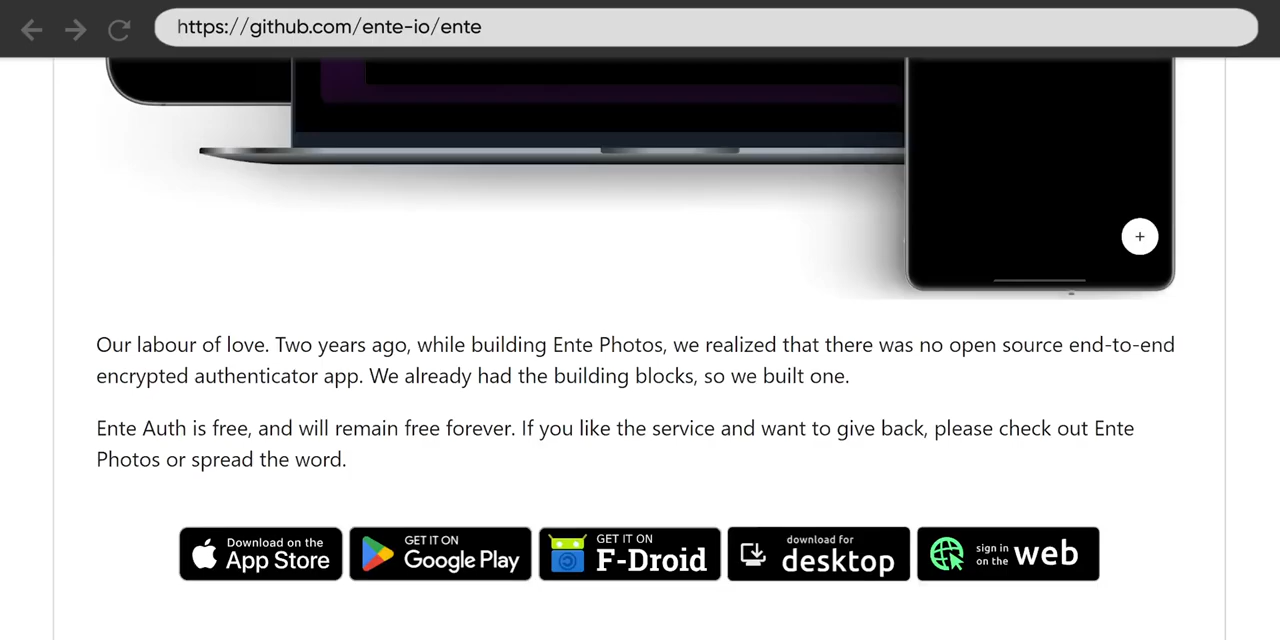 https://github.com/ente-io/ente
+
Our labour of love. Two years ago, while building Ente Photos, we realized that there was no open source end-to-end
encrypted authenticator app. We already had the building blocks, so we built one.
Ente Auth is free, and will remain free forever. If you like the service and want to give back, please check out Ente
Photos or spread the word.
Download on the
App Store
GET IT ON
Google Play
GET IT ON
F-Droid
download for
desktop
sign in
on the
web